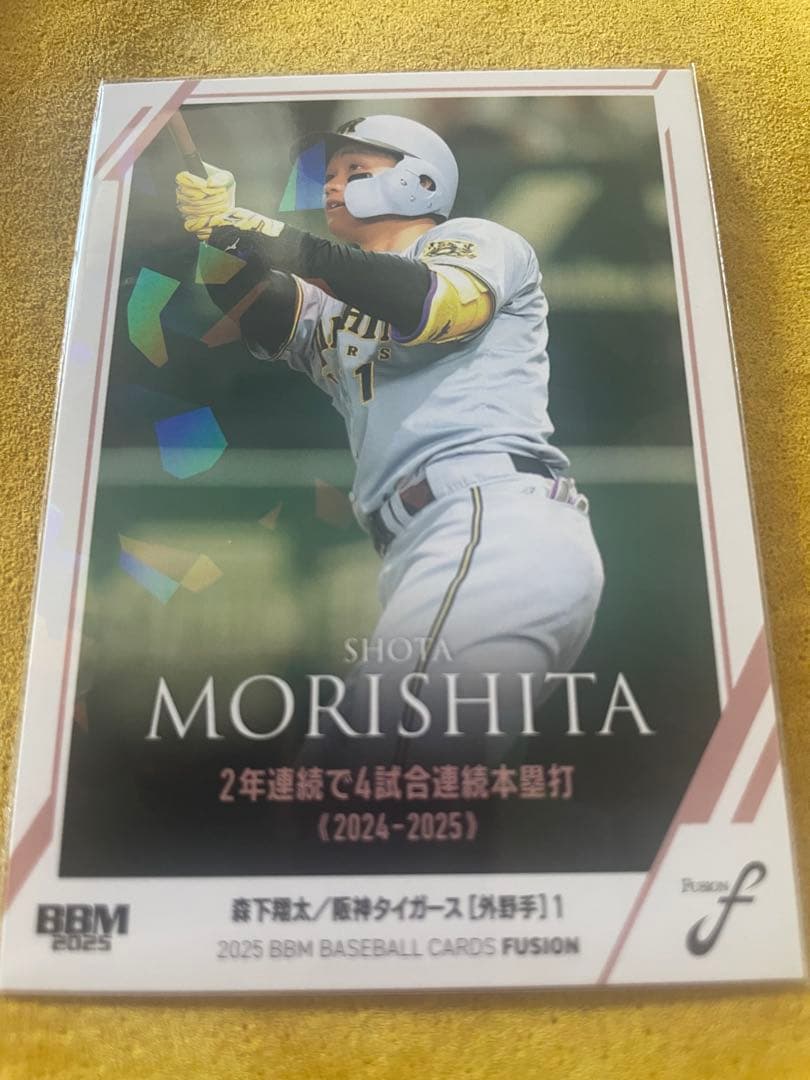 RS
1
SHOTA
MORISHITA
2年連続で4試合連続本塁打
《2024-2025》
森下翔太/阪神タイガース[外野手]1
BBM
2025
2025 BBM BASEBALL CARDS FUSION
FUSION
f